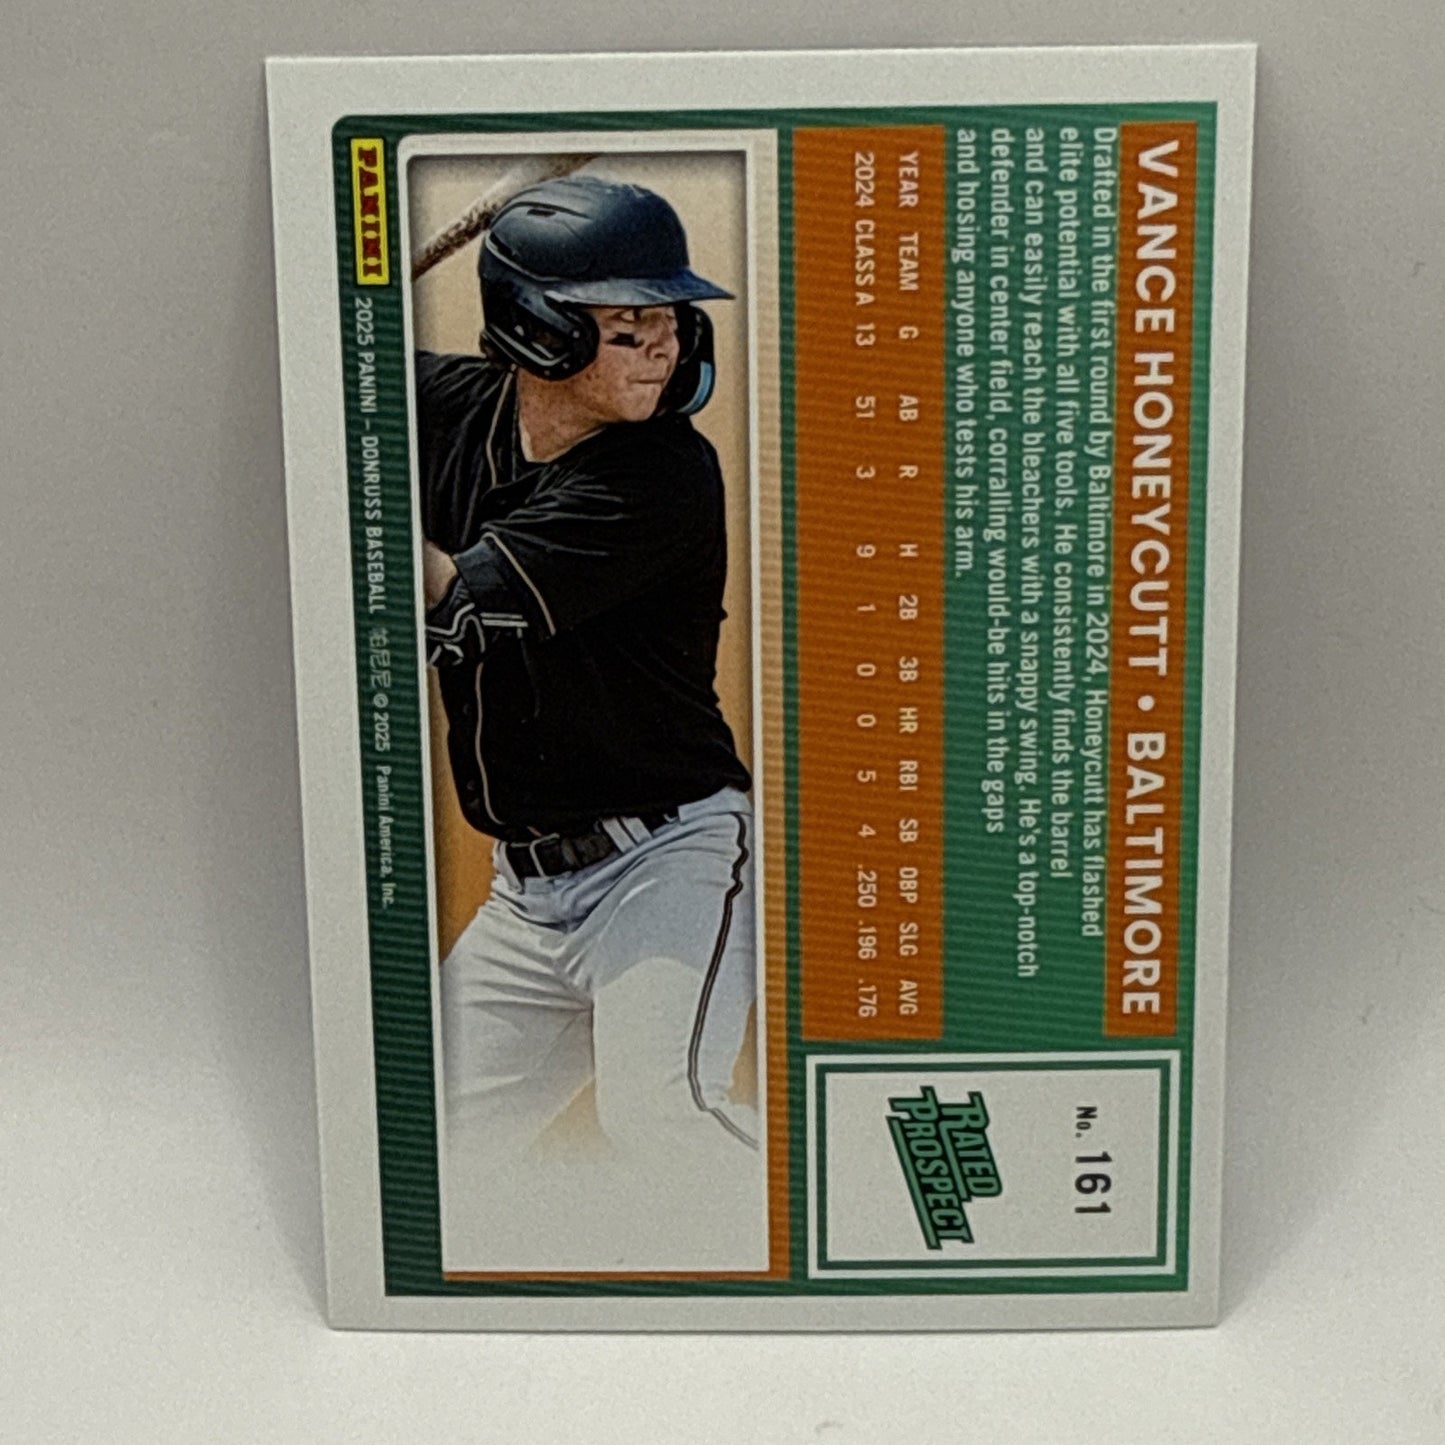 VANCE HONEYCUTT • BALTIMORE
Drafted in the first round by Baltimore in 2024, Honeycutt has flashed
elite potential with all five tools. He consistently finds the barrel
and can easily reach the bleachers with a snappy swing. He's a top-notch
defender in center field, corralling would-be hits in the gaps
and hosing anyone who tests his arm.
YEAR TEAM G AB R H 2B 3B HR RBI SB OBP SLG AVG
2024 CLASS A 13 51 3 9 1 0 0 5 4 .250 .196 .176
No. 161
RATED
PROSPECT
PANINI 2025 PANINI – DONRUSS BASEBALL 帕尼尼 © 2025 Panini America, Inc.